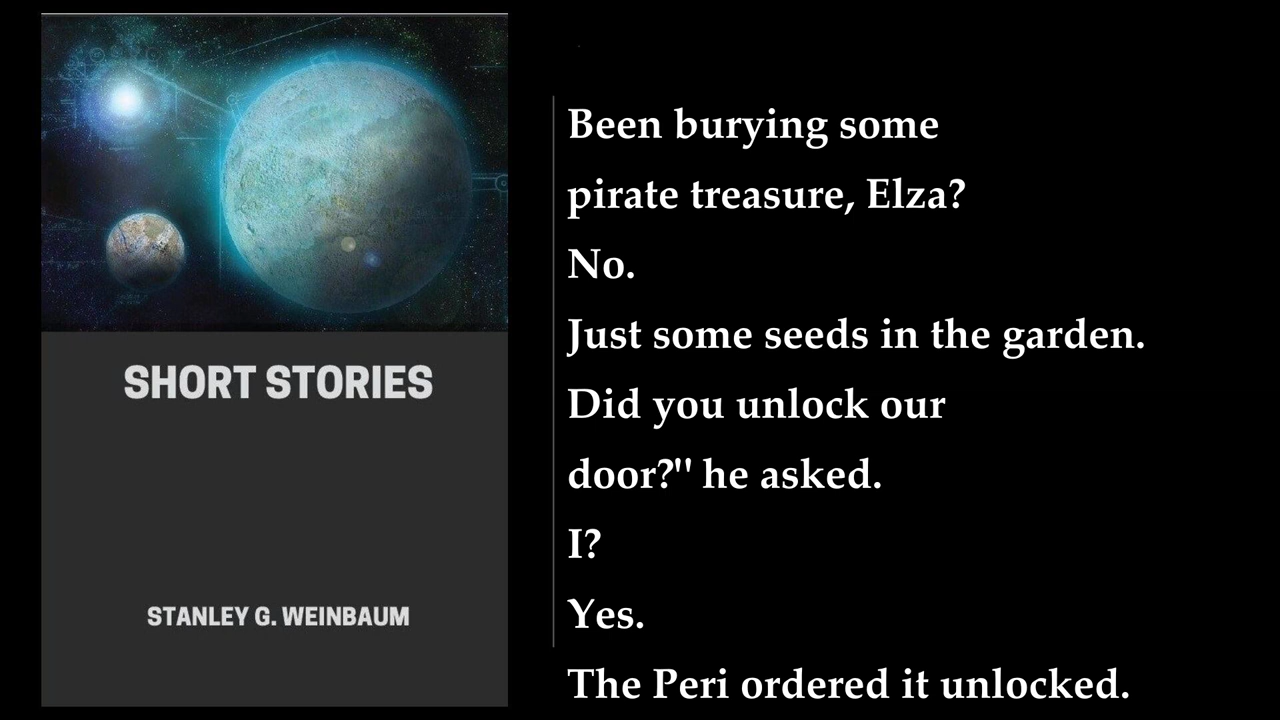 SHORT STORIES
STANLEY G. WEINBAUM
Been burying some
pirate treasure, Elza?
No.
Just some seeds in the garden.
Did you unlock our
door?" he asked.
I?
Yes.
The Peri ordered it unlocked.